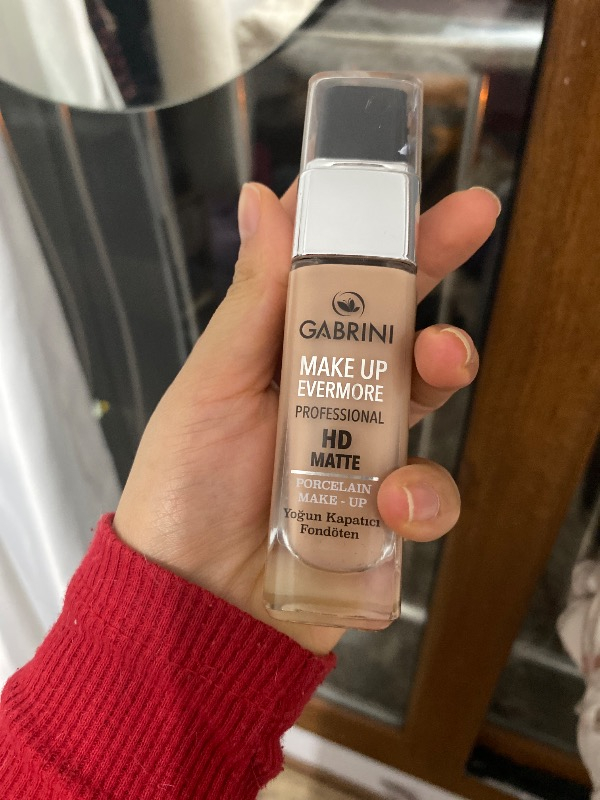 GABRINI
MAKE UP
EVERMORE
PROFESSIONAL
HD
MATTE
PORCELAIN
MAKE - UP
Yoğun Kapatıcı
Fondöten